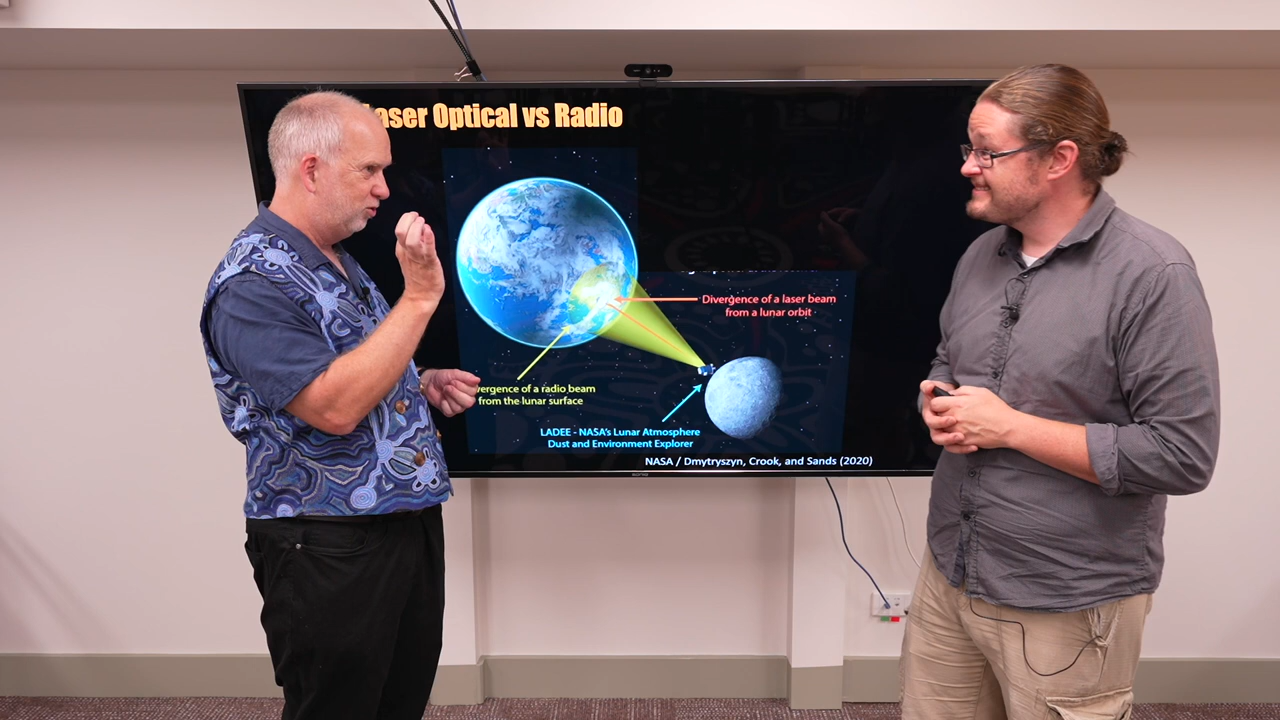 aser Optical vs Radio
Divergence of a laser beam
from a lunar orbit
vergence of a radio beam
from the lunar surface
LADEE - NASA's Lunar Atmosphere
Dust and Environment Explorer
NASA / Dmytryszyn, Crook, and Sands (2020)